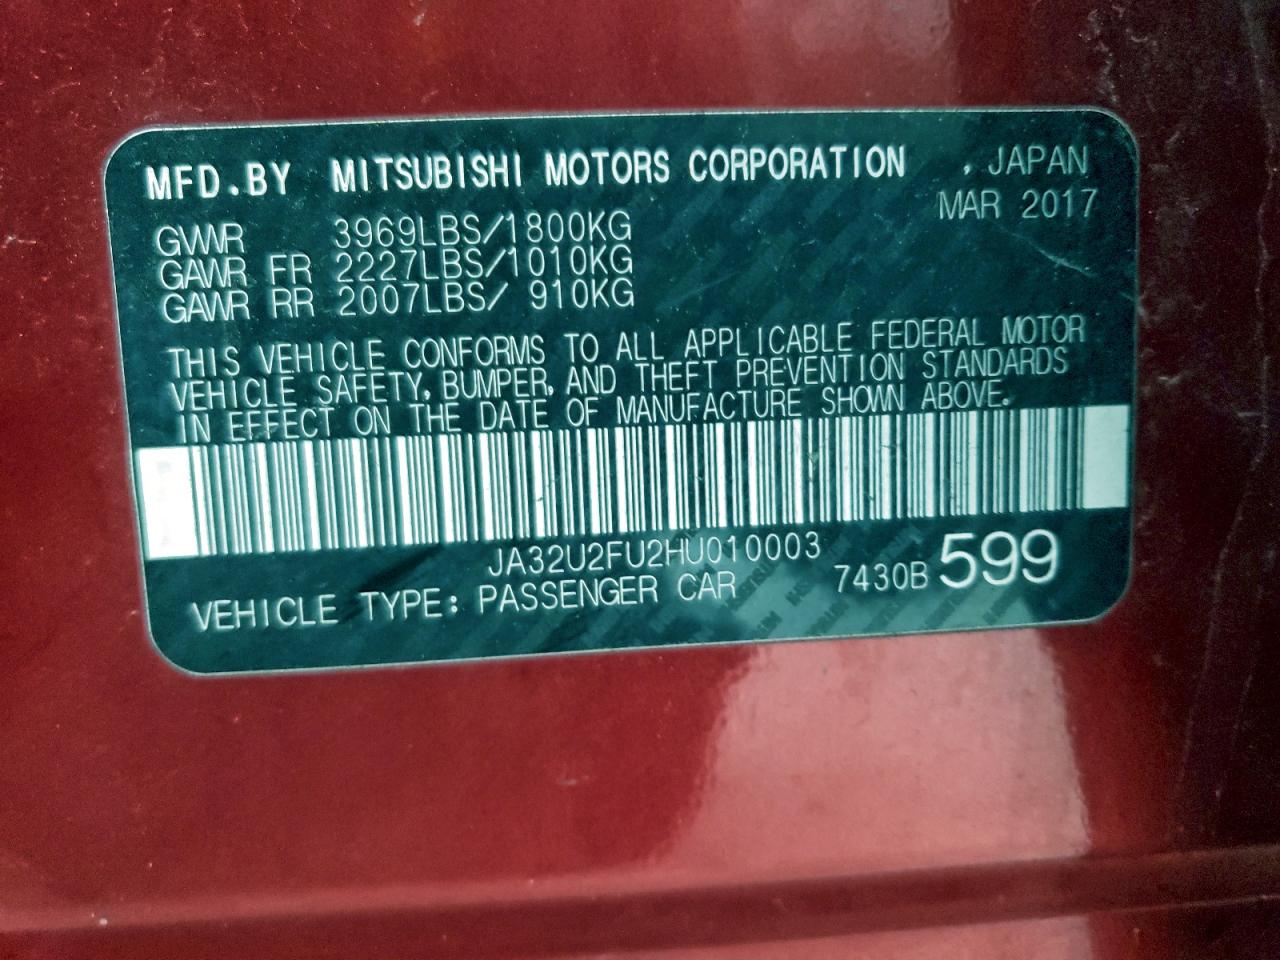 MFD.BY MITSUBISHI MOTORS CORPORATION , JAPAN
MAR 2017
GVWR 3969LBS/1800KG
GAWR FR 2227LBS/1010KG
GAWR RR 2007LBS/ 910KG
THIS VEHICLE CONFORMS TO ALL APPLICABLE FEDERAL MOTOR
VEHICLE SAFETY, BUMPER, AND THEFT PREVENTION STANDARDS
IN EFFECT ON THE DATE OF MANUFACTURE SHOWN ABOVE.
JA32U2FU2HU010003
7430B 599
VEHICLE TYPE: PASSENGER CAR